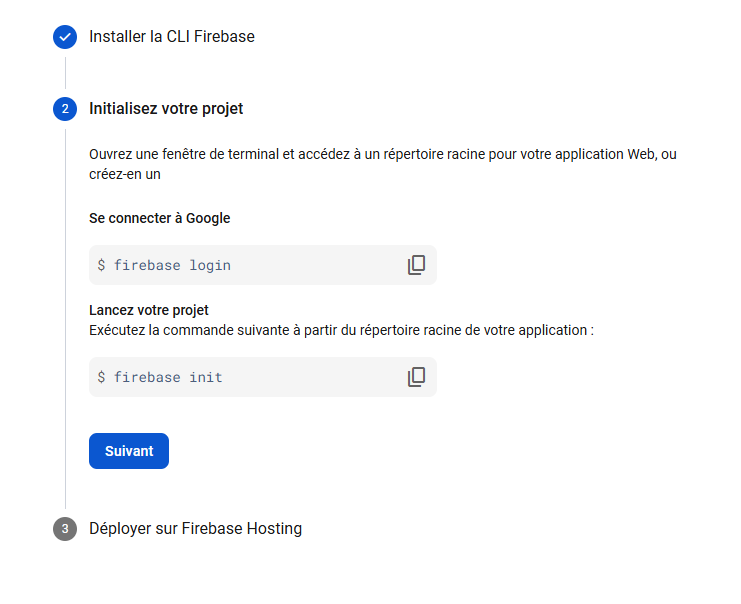 Installer la CLI Firebase
2 Initialisez votre projet
Ouvrez une fenêtre de terminal et accédez à un répertoire racine pour votre application Web, ou
créez-en un
Se connecter à Google
$ firebase login
Lancez votre projet
Exécutez la commande suivante à partir du répertoire racine de votre application :
$ firebase init
Suivant
3 Déployer sur Firebase Hosting